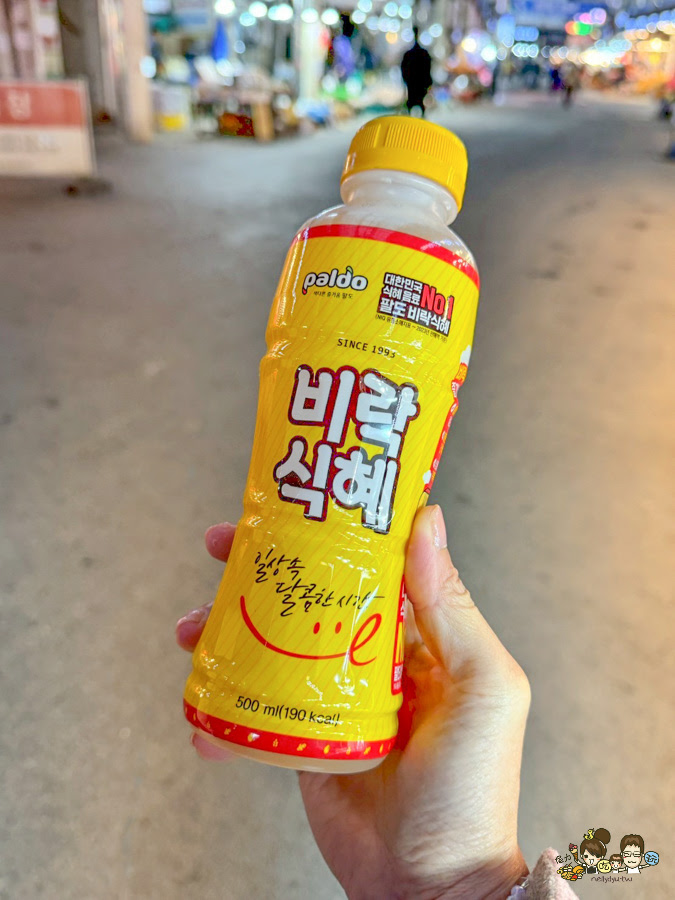 paldo
대한민국
식혜 음료 No1
팔도 비락식혜
SINCE 1993
비락
식혜
일상 속
달콤한 시간
500 ml(190 kcal)